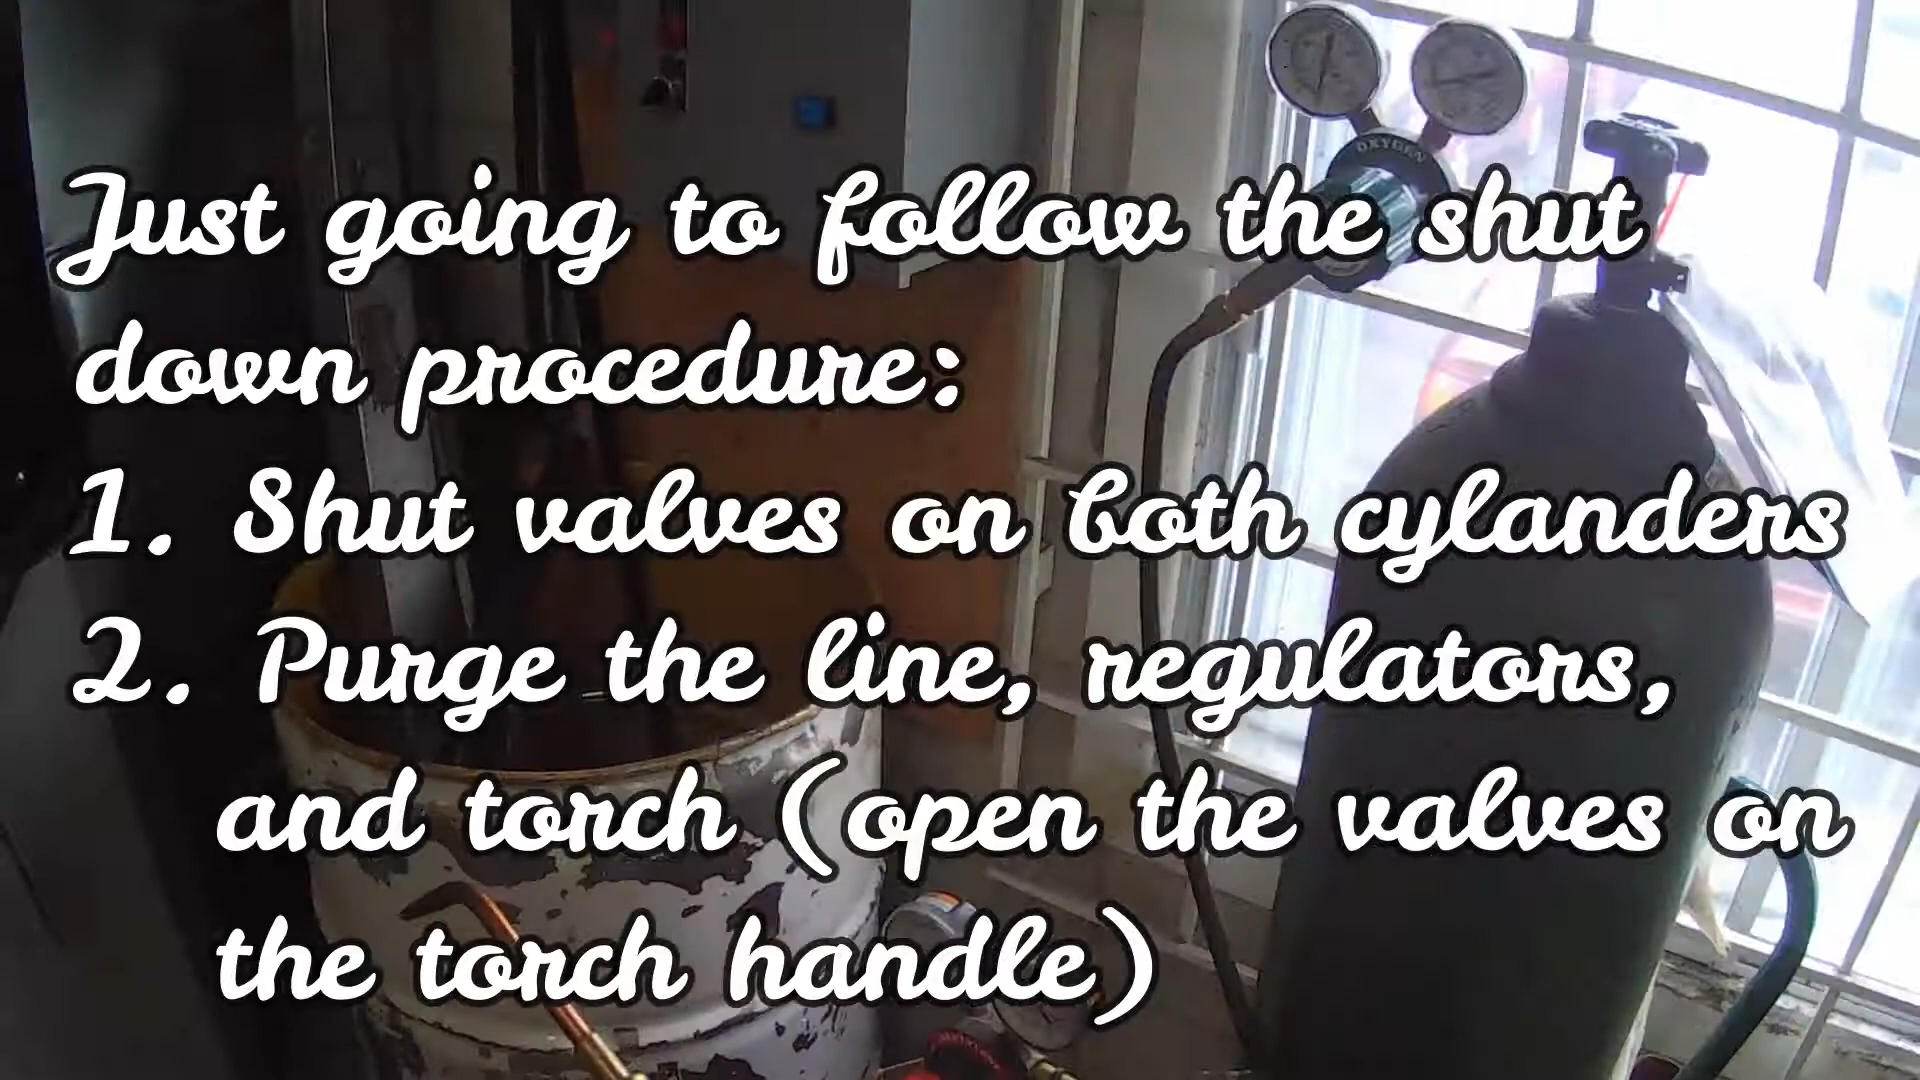 OXYGEN
Just going to follow the shut
down procedure:
1. Shut valves on both cylanders
2. Purge the line, regulators,
and torch (open the valves on
the torch handle)